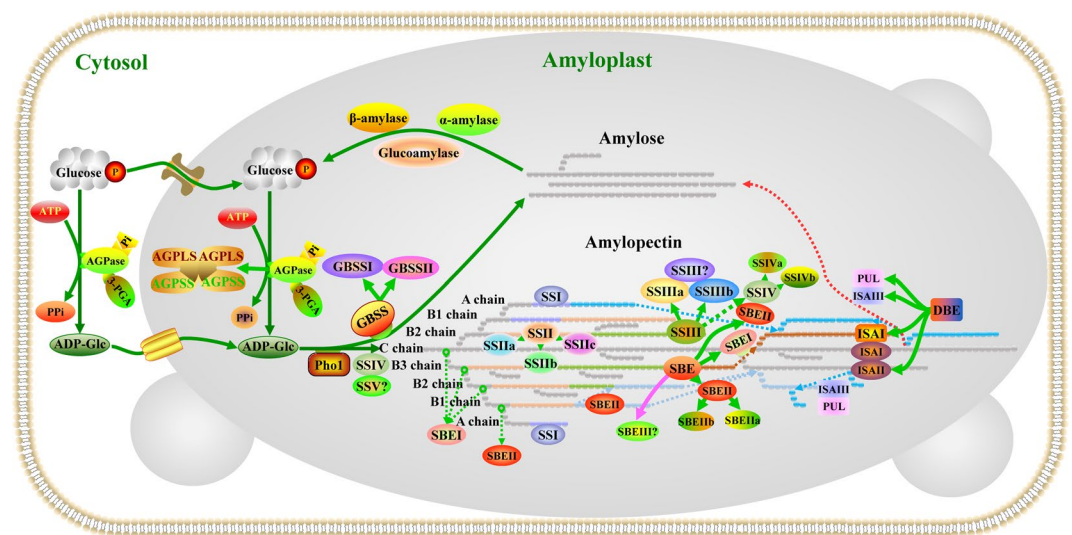 Cytosol
Amyloplast
β-amylase
α-amylase
Glucoamylase
Amylose
Glucose
P
Glucose
P
ATP
ATP
AGPase
Pi
3-PGA
AGPLS
AGPLS
AGPSS
AGPSS
AGPase
Pi
3-PGA
PPi
PPi
ADP-Glc
ADP-Glc
GBSSI
GBSSII
GBSS
Pho1
SSIV
SSV?
Amylopectin
A chain
B1 chain
B2 chain
C chain
B3 chain
B2 chain
B1 chain
A chain
SSI
SSII
SSIIa
SSIIc
SSIIb
SSIII?
SSIIIa
SSIIIb
SSIII
SSIVa
SSIVb
SSIV
SBEII
SBEI
SBE
SBEII
SBEII
SBEIIb
SBEIIa
SBEIII?
SBEI
SBEII
SSI
PUL
ISAIII
DBE
ISAI
ISAI
ISAII
ISAIII
PUL